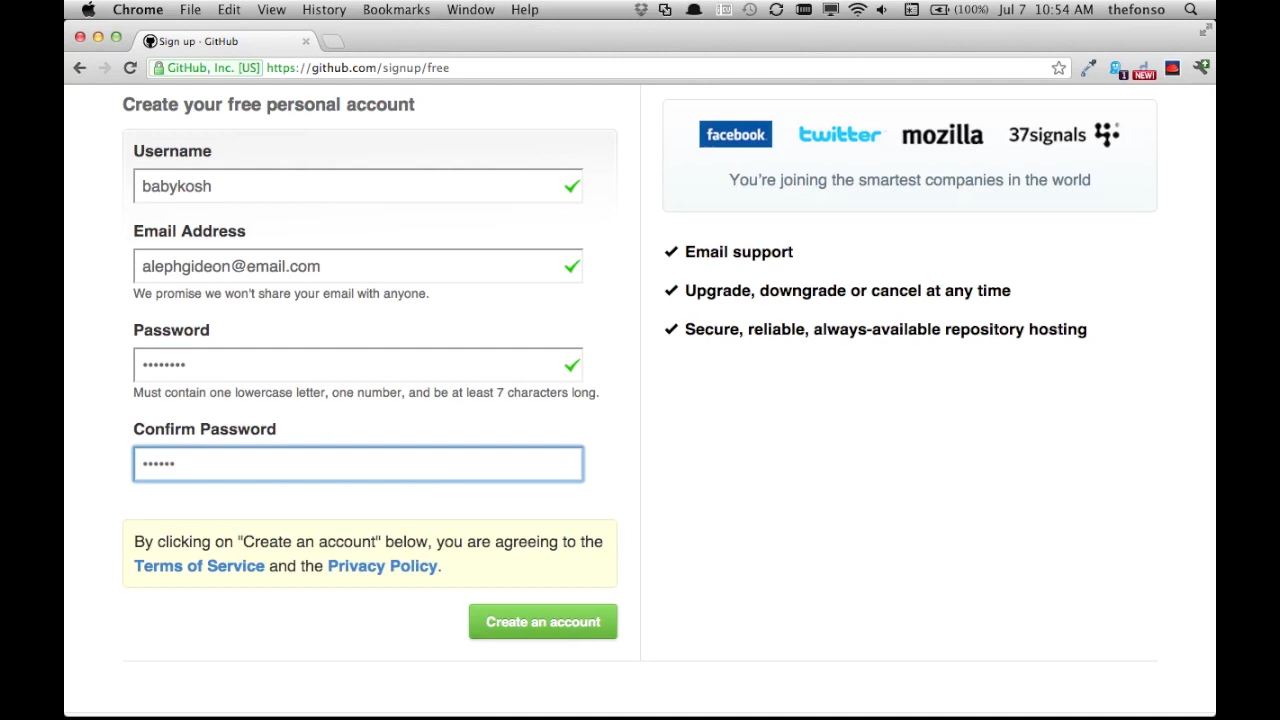 Chrome File Edit View History Bookmarks Window Help (100%) Jul 7 10:54 AM thefonso
Sign up · GitHub
GitHub, Inc. [US] https://github.com/signup/free 1 NEW!
Create your free personal account
Username
babykosh
Email Address
alephgideon@email.com
We promise we won't share your email with anyone.
Password
••••••••
Must contain one lowercase letter, one number, and be at least 7 characters long.
Confirm Password
••••••
By clicking on "Create an account" below, you are agreeing to the
Terms of Service and the Privacy Policy.
Create an account
facebook twitter mozilla 37signals
You're joining the smartest companies in the world
Email support
Upgrade, downgrade or cancel at any time
Secure, reliable, always-available repository hosting